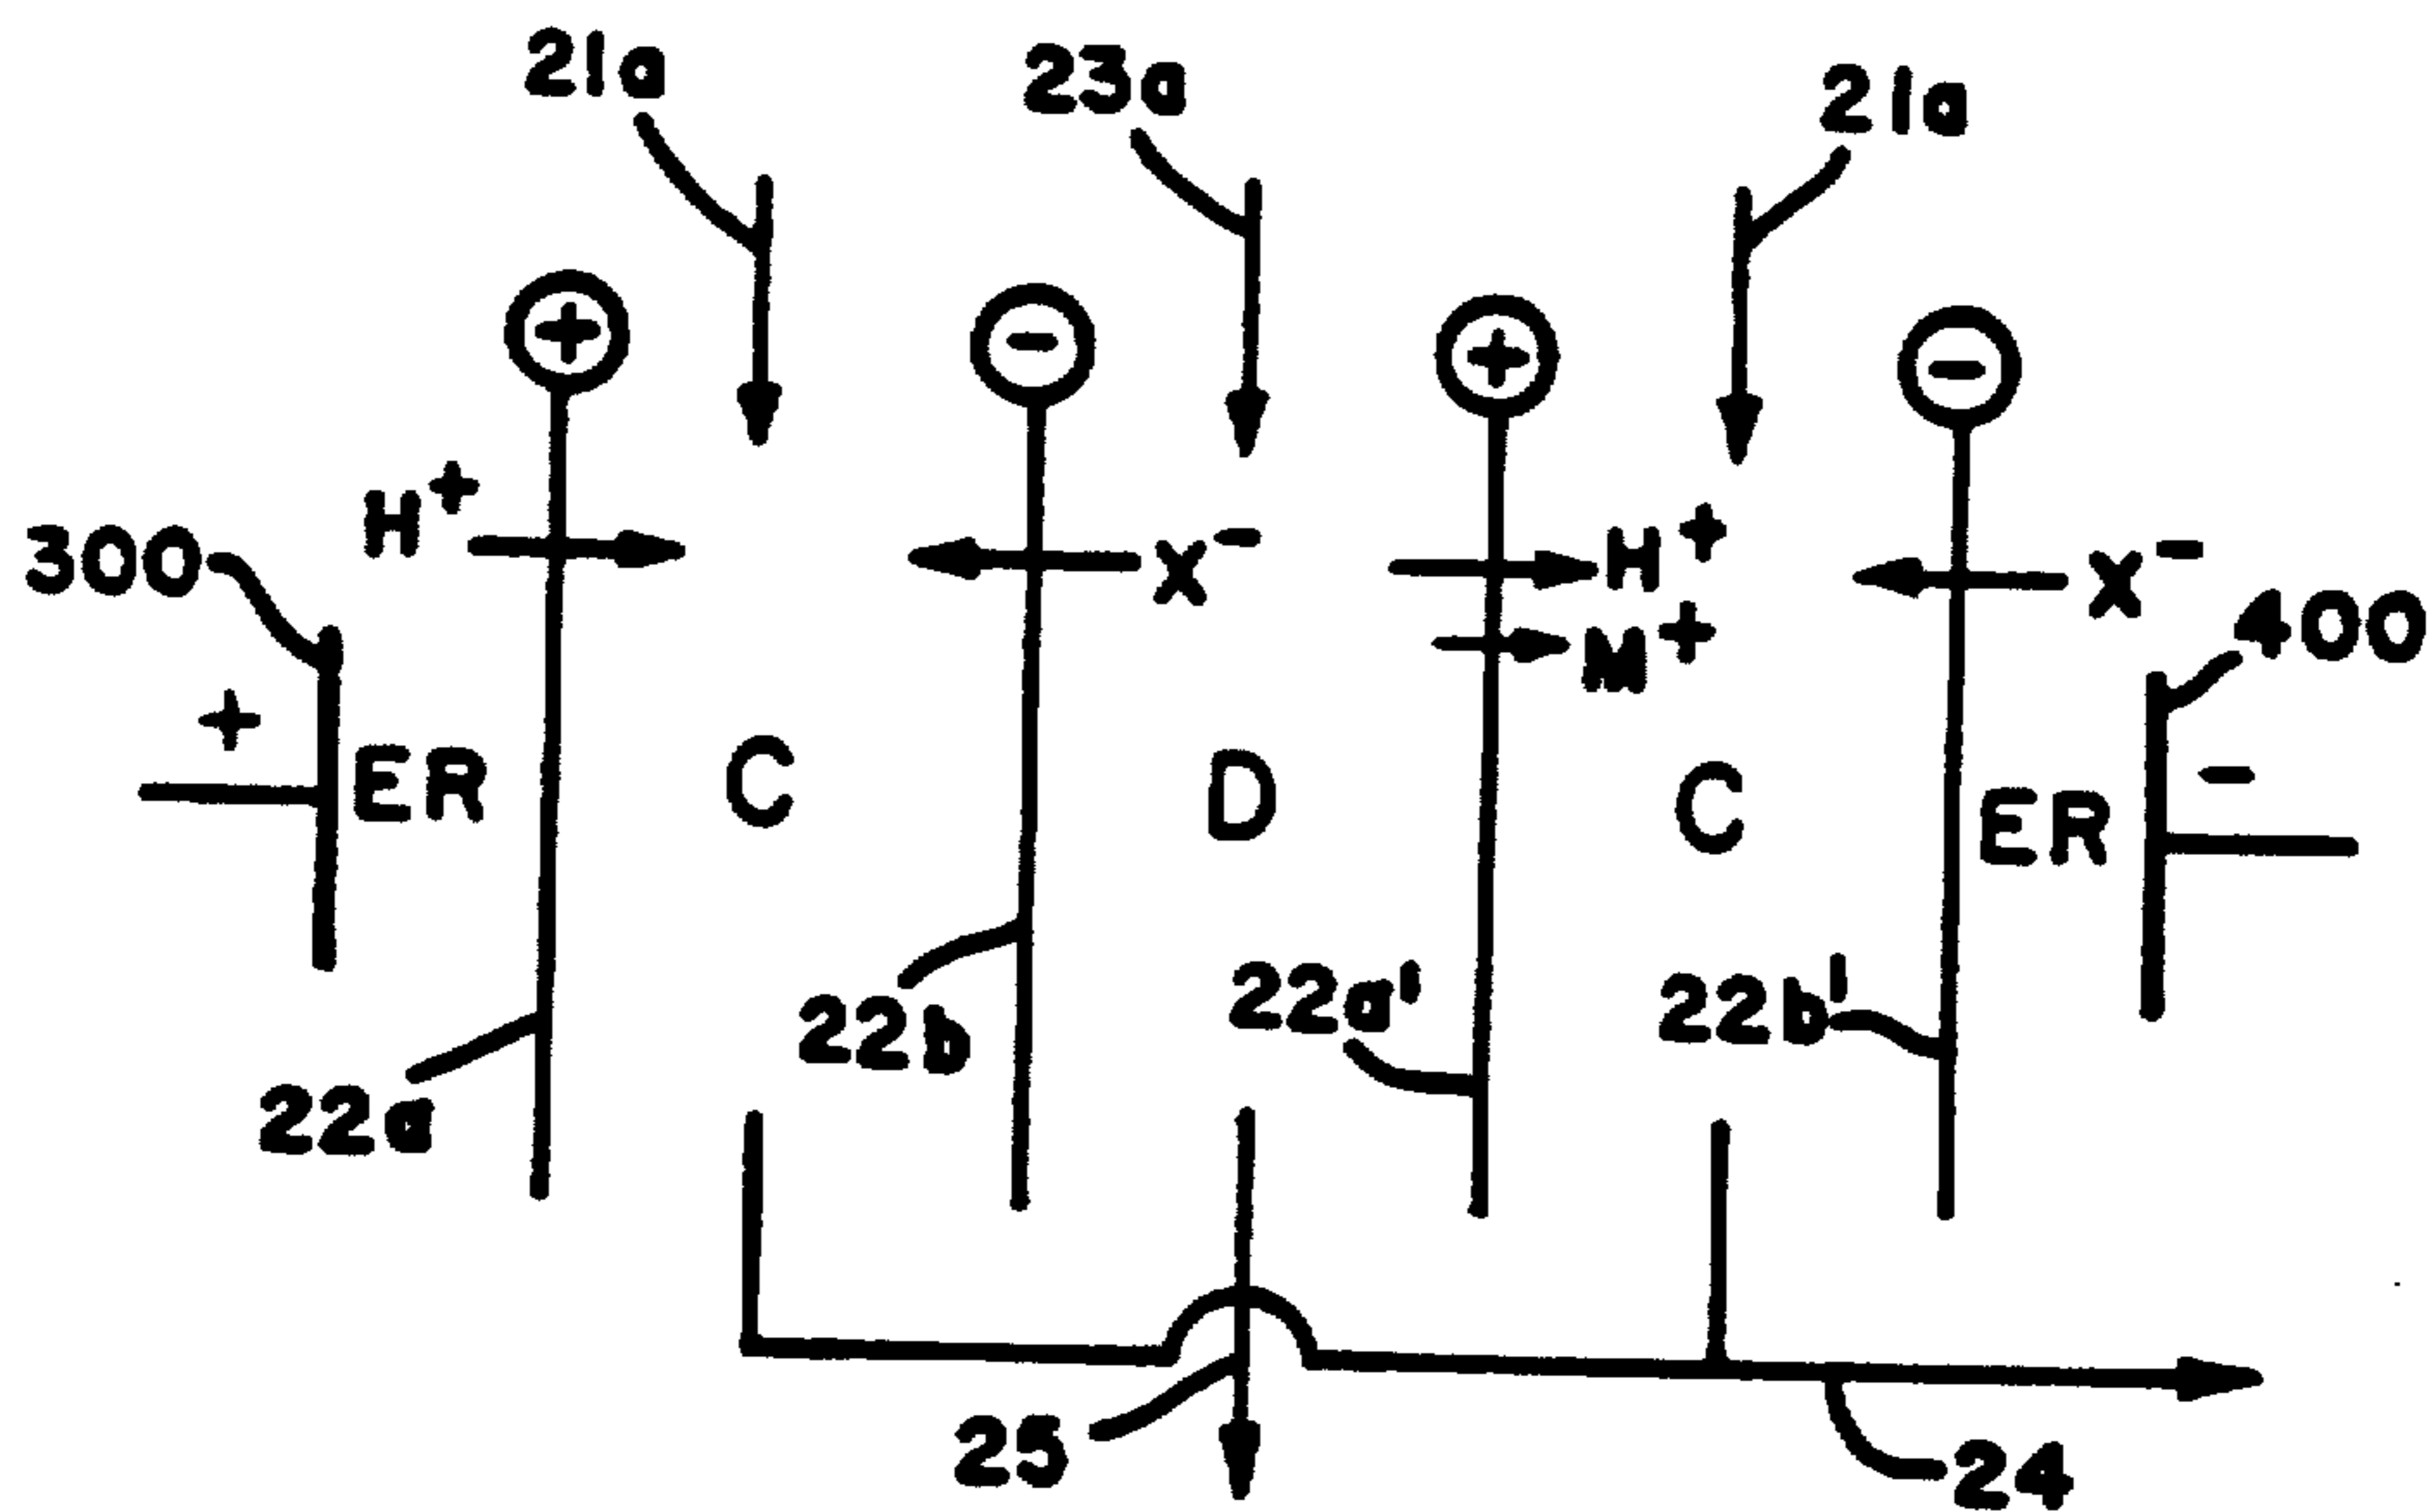 21a 23a 21a
+ - + -
H+ X- H+ X-
300 M+ 400
+ ER C D C ER -
22a 22b 22a' 22b'
25 24